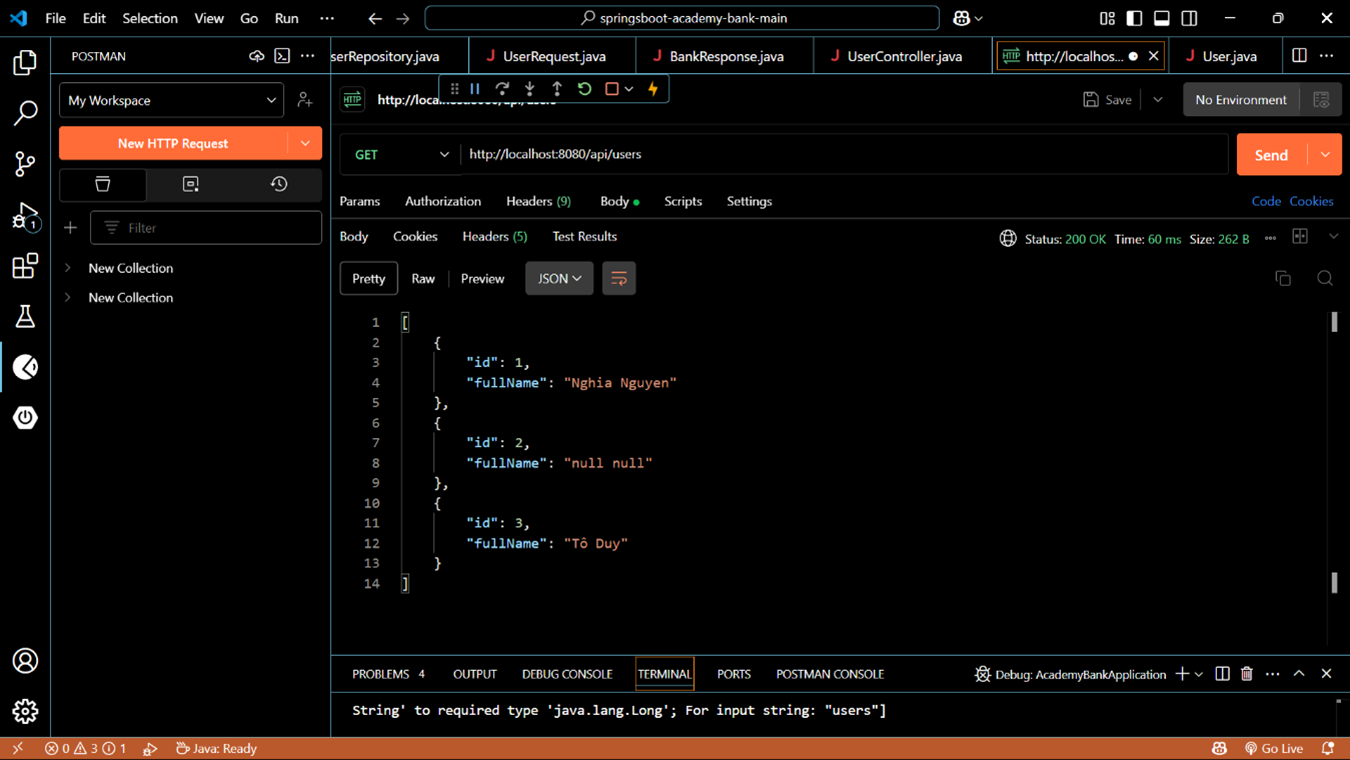 File Edit Selection View Go Run ··· springsboot-academy-bank-main
POSTMAN
serRepository.java UserRequest.java BankResponse.java UserController.java http://localhos... User.java
My Workspace
HTTP http://localhost:8080/api/users Save No Environment
New HTTP Request
GET http://localhost:8080/api/users Send
Params Authorization Headers (9) Body Scripts Settings Code Cookies
Filter
Body Cookies Headers (5) Test Results Status: 200 OK Time: 60 ms Size: 262 B
New Collection
New Collection
Pretty Raw Preview JSON
1 [
2 {
3 "id": 1,
4 "fullName": "Nghia Nguyen"
5 },
6 {
7 "id": 2,
8 "fullName": "null null"
9 },
10 {
11 "id": 3,
12 "fullName": "Tô Duy"
13 }
14 ]
PROBLEMS 4 OUTPUT DEBUG CONSOLE TERMINAL PORTS POSTMAN CONSOLE Debug: AcademyBankApplication
String' to required type 'java.lang.Long'; For input string: "users"]
0 3 1 Java: Ready Go Live